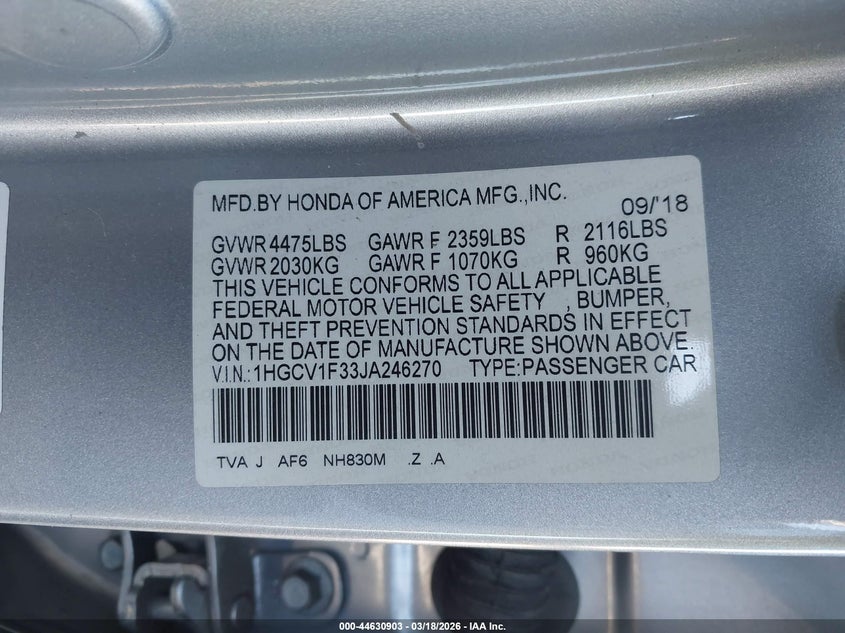 MFD.BY HONDA OF AMERICA MFG.,INC. 09/'18
GVWR 4475LBS GAWR F 2359LBS R 2116LBS
GVWR 2030KG GAWR F 1070KG R 960KG
THIS VEHICLE CONFORMS TO ALL APPLICABLE
FEDERAL MOTOR VEHICLE SAFETY , BUMPER,
AND THEFT PREVENTION STANDARDS IN EFFECT
ON THE DATE OF MANUFACTURE SHOWN ABOVE.
V.I.N.:1HGCV1F33JA246270 TYPE:PASSENGER CAR
TVA J AF6 NH830M .Z .A
000-44630903 - 03/18/2026 - IAA Inc.